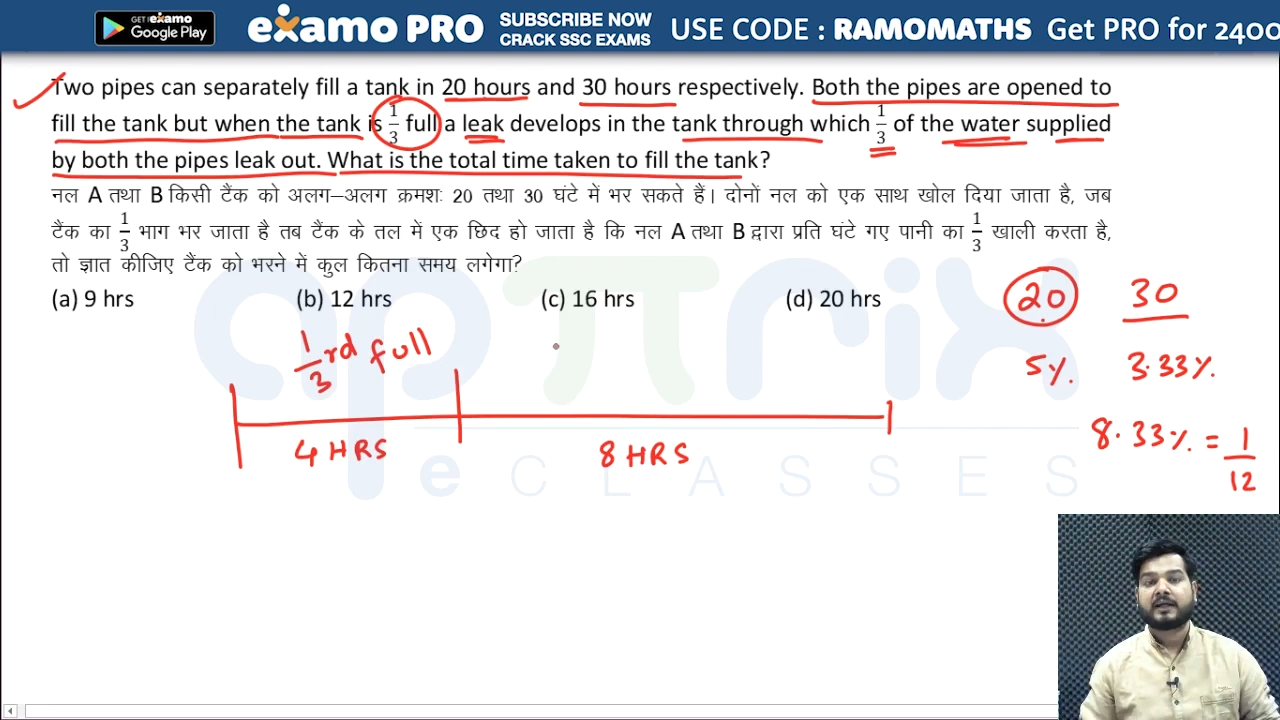 GET IT examo
Google Play
examo PRO
SUBSCRIBE NOW
CRACK SSC EXAMS
USE CODE : RAMOMATHS Get PRO for 2400
Two pipes can separately fill a tank in 20 hours and 30 hours respectively. Both the pipes are opened to
fill the tank but when the tank is 1/3 full a leak develops in the tank through which 1/3 of the water supplied
by both the pipes leak out. What is the total time taken to fill the tank?
नल A तथा B किसी टैंक को अलग–अलग क्रमशः 20 तथा 30 घंटे में भर सकते हैं। दोनों नल को एक साथ खोल दिया जाता है, जब
टैंक का 1/3 भाग भर जाता है तब टैंक के तल में एक छिद हो जाता है कि नल A तथा B द्वारा प्रति घंटे गए पानी का 1/3 खाली करता है,
तो ज्ञात कीजिए टैंक को भरने में कुल कितना समय लगेगा?
(a) 9 hrs (b) 12 hrs (c) 16 hrs (d) 20 hrs
20 30
1/3 rd full
5%. 3.33%.
4 HRS 8 HRS
8.33%. = 1/12
apπrix
e CLASSES